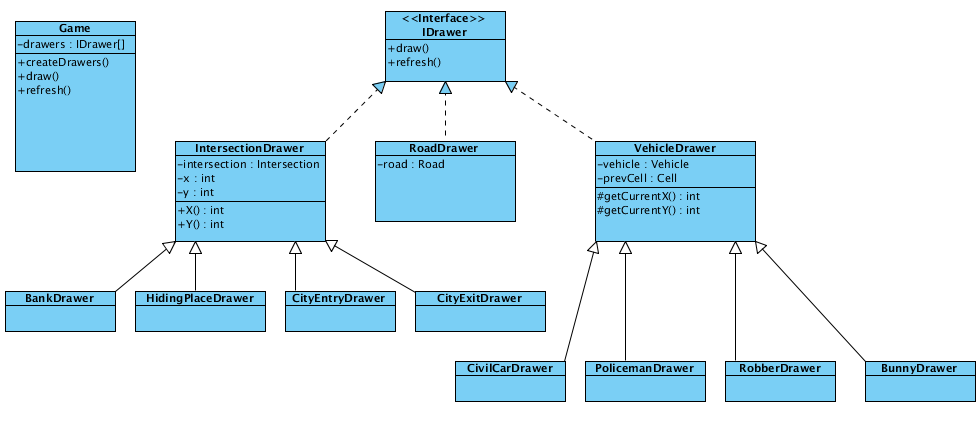 Game
-drawers : IDrawer[]
+createDrawers()
+draw()
+refresh()
<<Interface>>
IDrawer
+draw()
+refresh()
IntersectionDrawer
-intersection : Intersection
-x : int
-y : int
+X() : int
+Y() : int
RoadDrawer
-road : Road
VehicleDrawer
-vehicle : Vehicle
-prevCell : Cell
#getCurrentX() : int
#getCurrentY() : int
BankDrawer
HidingPlaceDrawer
CityEntryDrawer
CityExitDrawer
CivilCarDrawer
PolicemanDrawer
RobberDrawer
BunnyDrawer